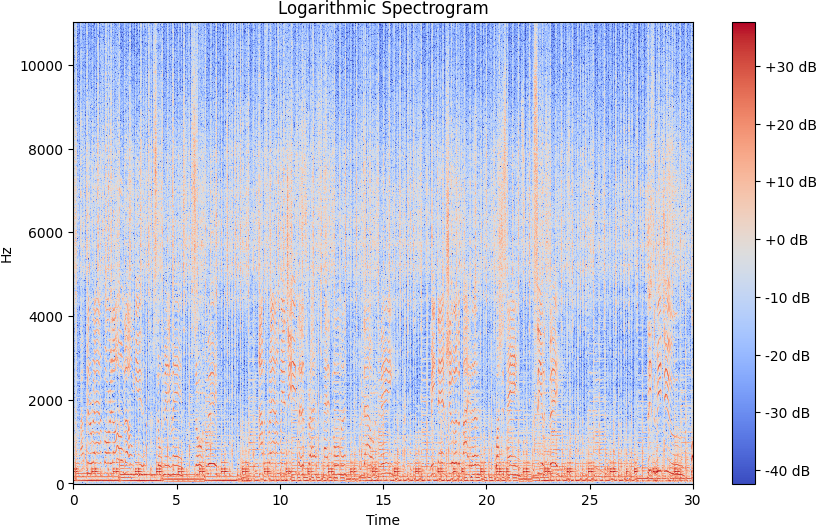 Logarithmic Spectrogram
Hz
10000
8000
6000
4000
2000
0
0 5 10 15 20 25 30
Time
+30 dB
+20 dB
+10 dB
+0 dB
-10 dB
-20 dB
-30 dB
-40 dB